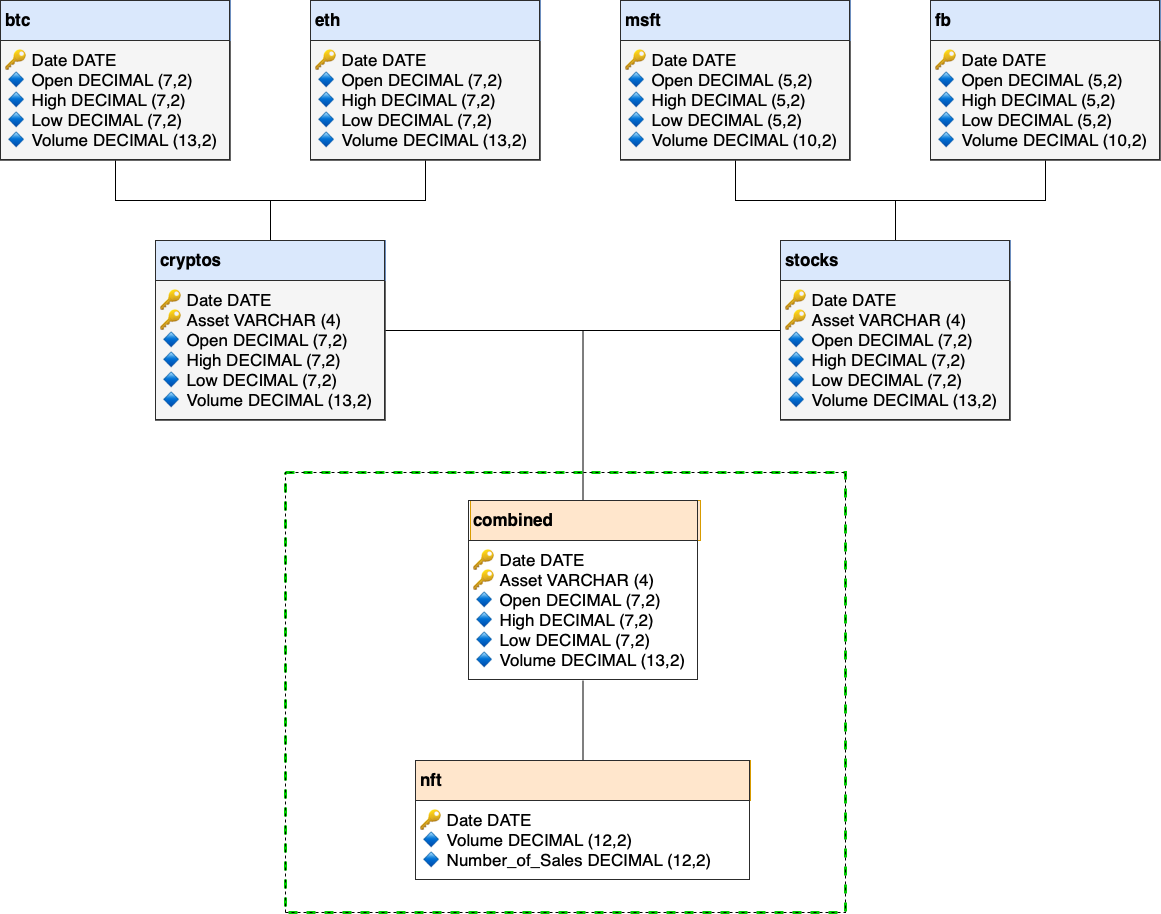 btc
Date DATE
Open DECIMAL (7,2)
High DECIMAL (7,2)
Low DECIMAL (7,2)
Volume DECIMAL (13,2)
eth
Date DATE
Open DECIMAL (7,2)
High DECIMAL (7,2)
Low DECIMAL (7,2)
Volume DECIMAL (13,2)
msft
Date DATE
Open DECIMAL (5,2)
High DECIMAL (5,2)
Low DECIMAL (5,2)
Volume DECIMAL (10,2)
fb
Date DATE
Open DECIMAL (5,2)
High DECIMAL (5,2)
Low DECIMAL (5,2)
Volume DECIMAL (10,2)
cryptos
Date DATE
Asset VARCHAR (4)
Open DECIMAL (7,2)
High DECIMAL (7,2)
Low DECIMAL (7,2)
Volume DECIMAL (13,2)
stocks
Date DATE
Asset VARCHAR (4)
Open DECIMAL (7,2)
High DECIMAL (7,2)
Low DECIMAL (7,2)
Volume DECIMAL (13,2)
combined
Date DATE
Asset VARCHAR (4)
Open DECIMAL (7,2)
High DECIMAL (7,2)
Low DECIMAL (7,2)
Volume DECIMAL (13,2)
nft
Date DATE
Volume DECIMAL (12,2)
Number_of_Sales DECIMAL (12,2)